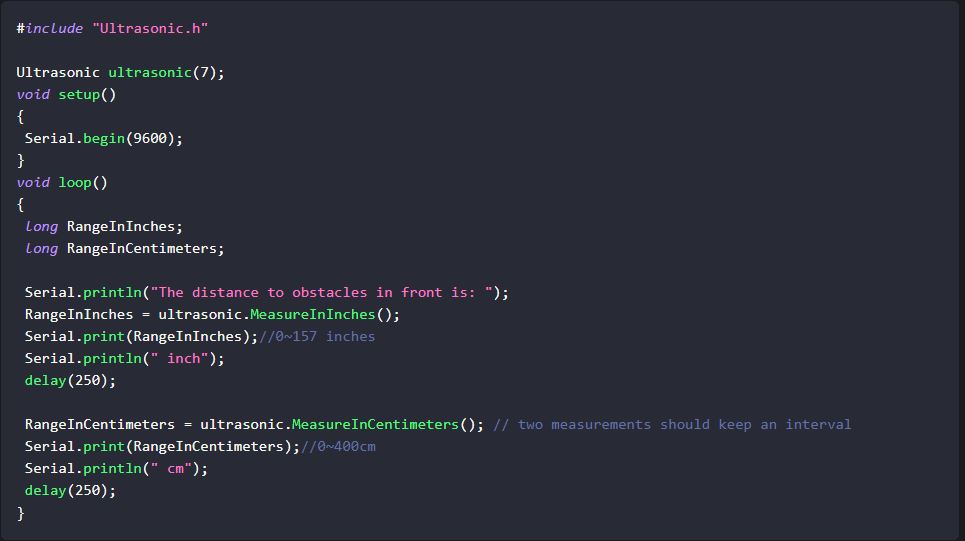 #include "Ultrasonic.h"
Ultrasonic ultrasonic(7);
void setup()
{
Serial.begin(9600);
}
void loop()
{
long RangeInInches;
long RangeInCentimeters;
Serial.println("The distance to obstacles in front is: ");
RangeInInches = ultrasonic.MeasureInInches();
Serial.print(RangeInInches);//0~157 inches
Serial.println(" inch");
delay(250);
RangeInCentimeters = ultrasonic.MeasureInCentimeters(); // two measurements should keep an interval
Serial.print(RangeInCentimeters);//0~400cm
Serial.println(" cm");
delay(250);
}